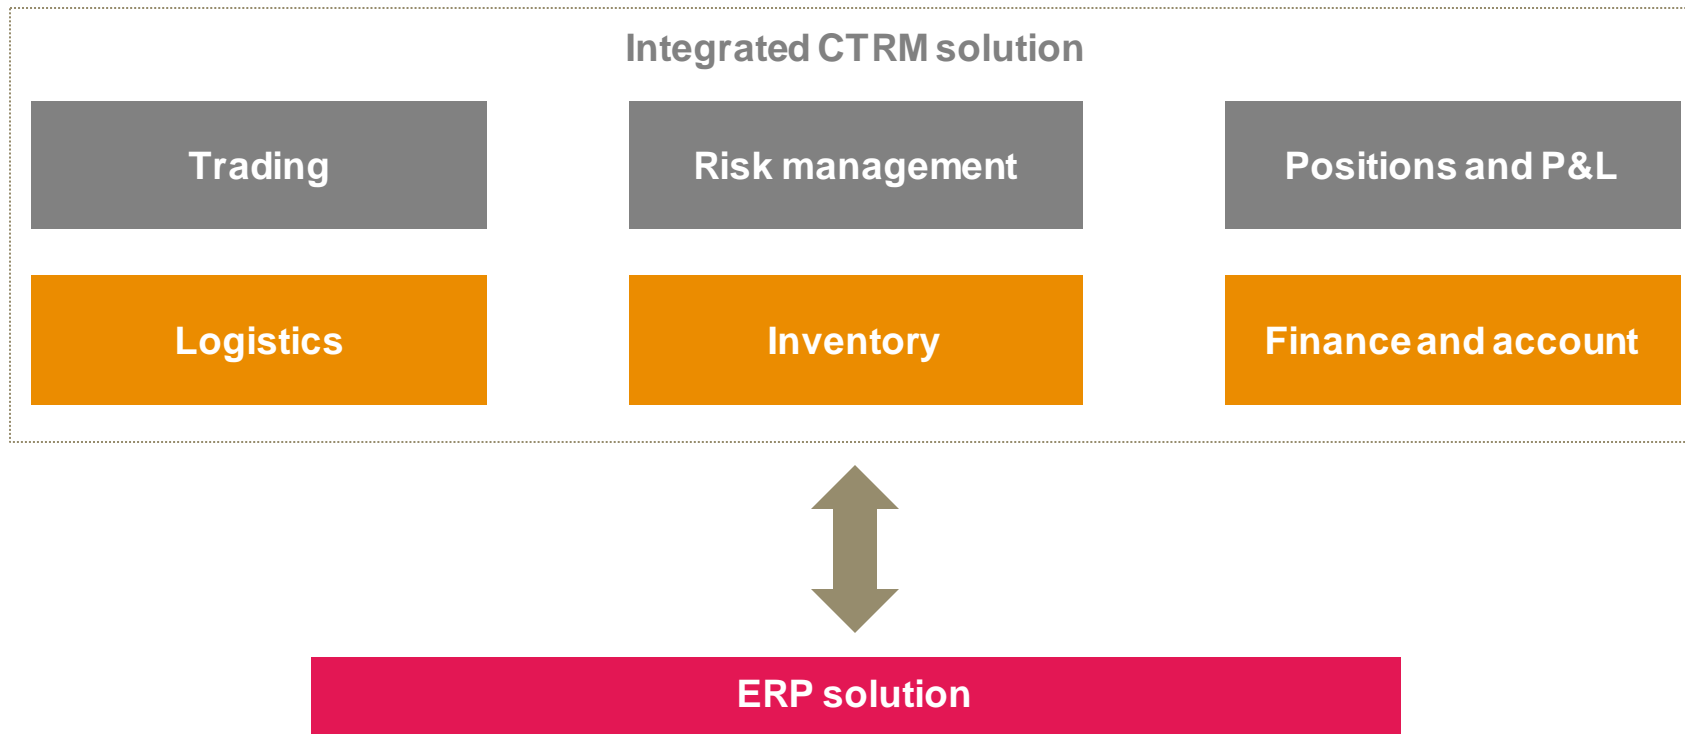 Integrated CTRM solution
Trading
Risk management
Positions and P&L
Logistics
Inventory
Finance and account
ERP solution